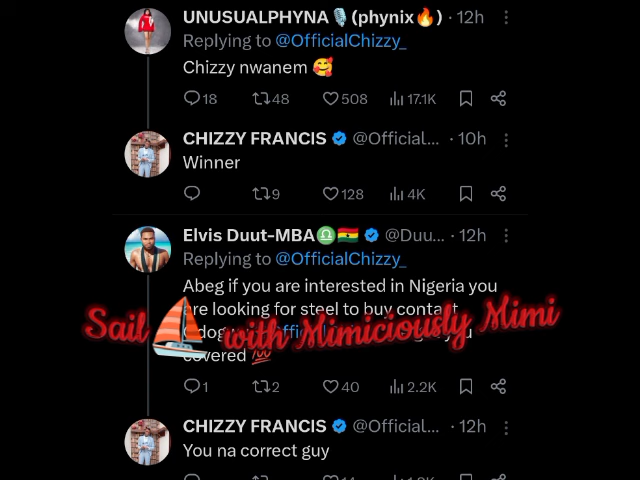 UNUSUALPHYNA🎙️(phynix🔥) · 12h
Replying to @OfficialChizzy_
Chizzy nwanem 🥰
18 48 508 17.1K
CHIZZY FRANCIS @Official... · 10h
Winner
9 128 4K
Elvis Duut-MBA♎🇬🇭 @Duu... · 12h
Replying to @OfficialChizzy_
Abeg if you are interested in Nigeria you
are looking for steel to buy contact
you
covered 💯
Sail ⛵ with Mimiciously Mimi
1 2 40 2.2K
CHIZZY FRANCIS @Official... · 12h
You na correct guy